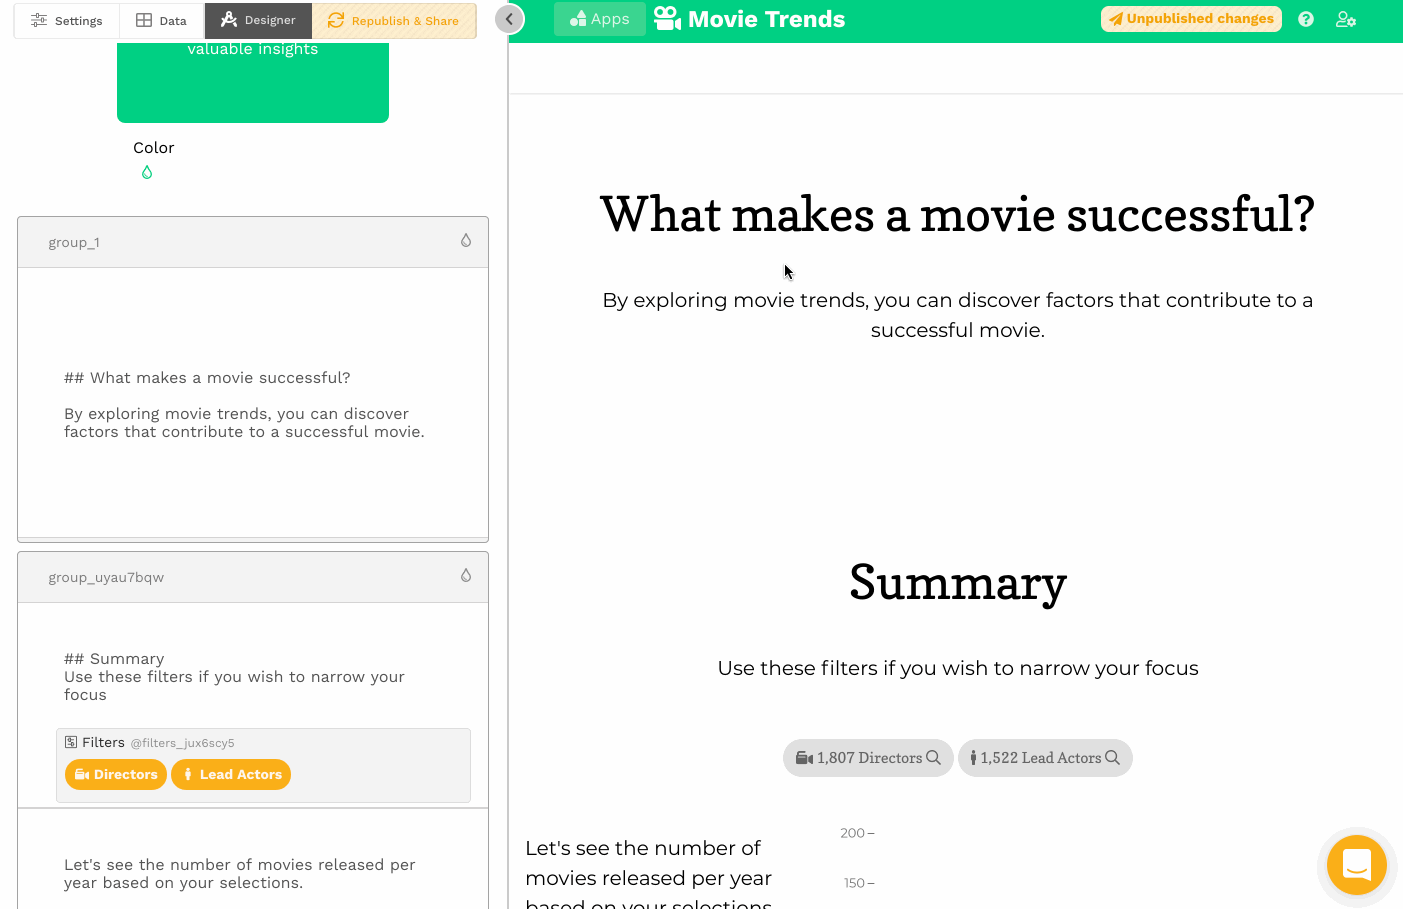 Settings
Data
Designer
Republish & Share
Apps
Movie Trends
Unpublished changes
valuable insights
Color
group_1
## What makes a movie successful?
By exploring movie trends, you can discover
factors that contribute to a successful movie.
group_uyau7bqw
## Summary
Use these filters if you wish to narrow your
focus
Filters @filters_jux6scy5
Directors
Lead Actors
Let's see the number of movies released per
year based on your selections.
What makes a movie successful?
By exploring movie trends, you can discover factors that contribute to a
successful movie.
Summary
Use these filters if you wish to narrow your focus
1,807 Directors
1,522 Lead Actors
Let's see the number of
movies released per year
based on your selections
200
150